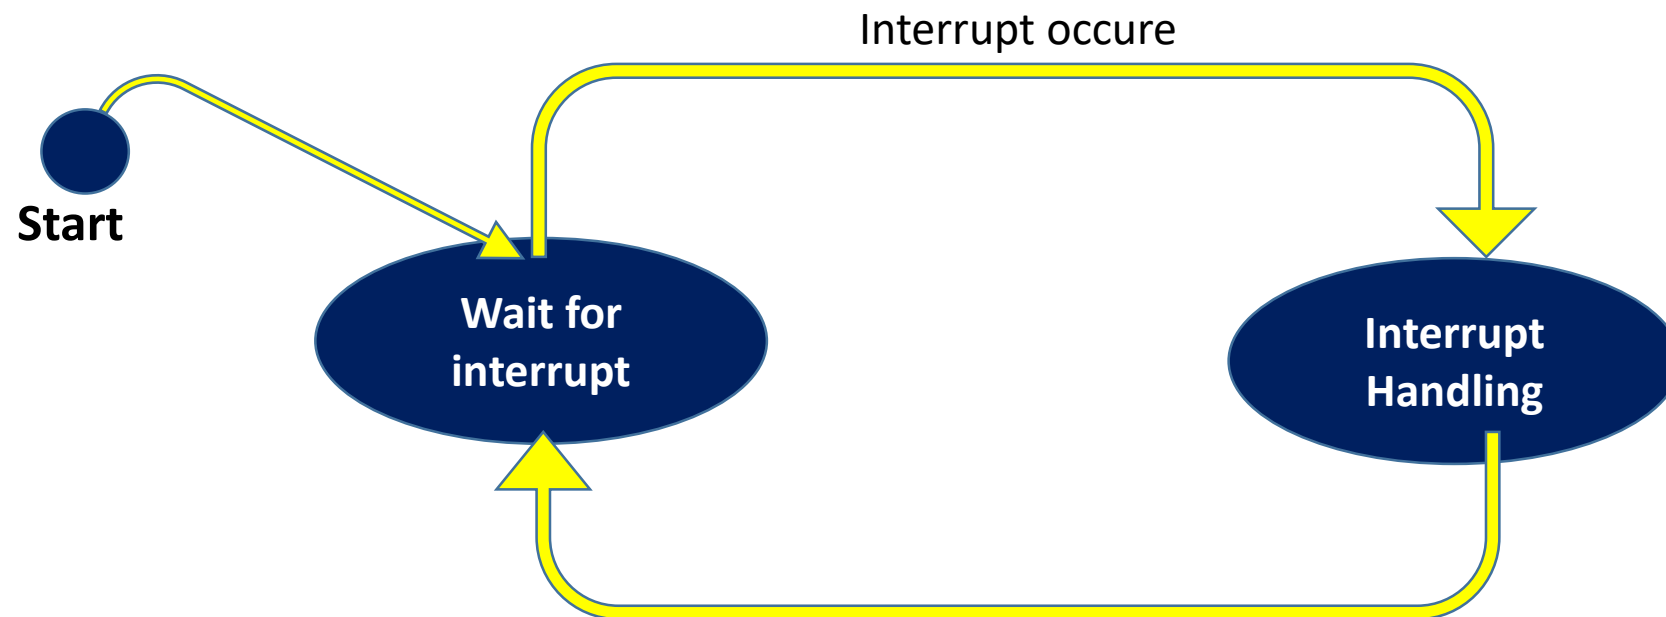 Interrupt occure
Start
Wait for
interrupt
Interrupt
Handling